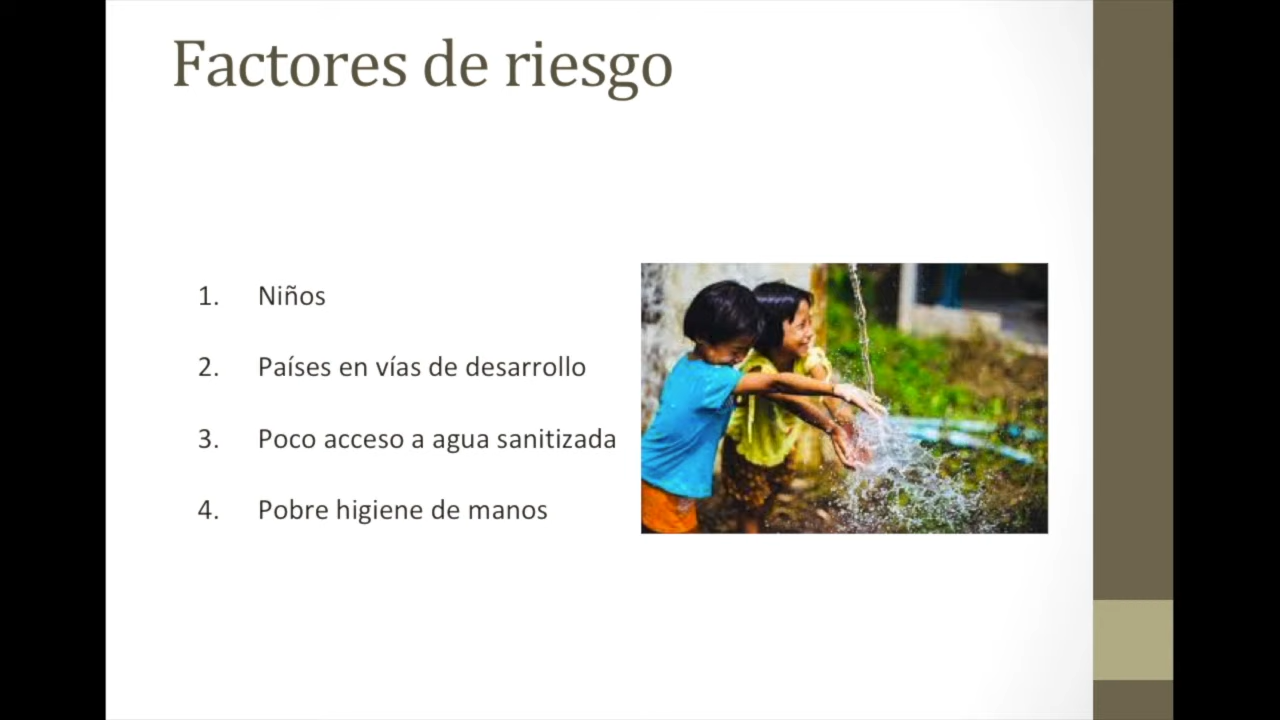 Factores de riesgo
1. Niños
2. Países en vías de desarrollo
3. Poco acceso a agua sanitizada
4. Pobre higiene de manos